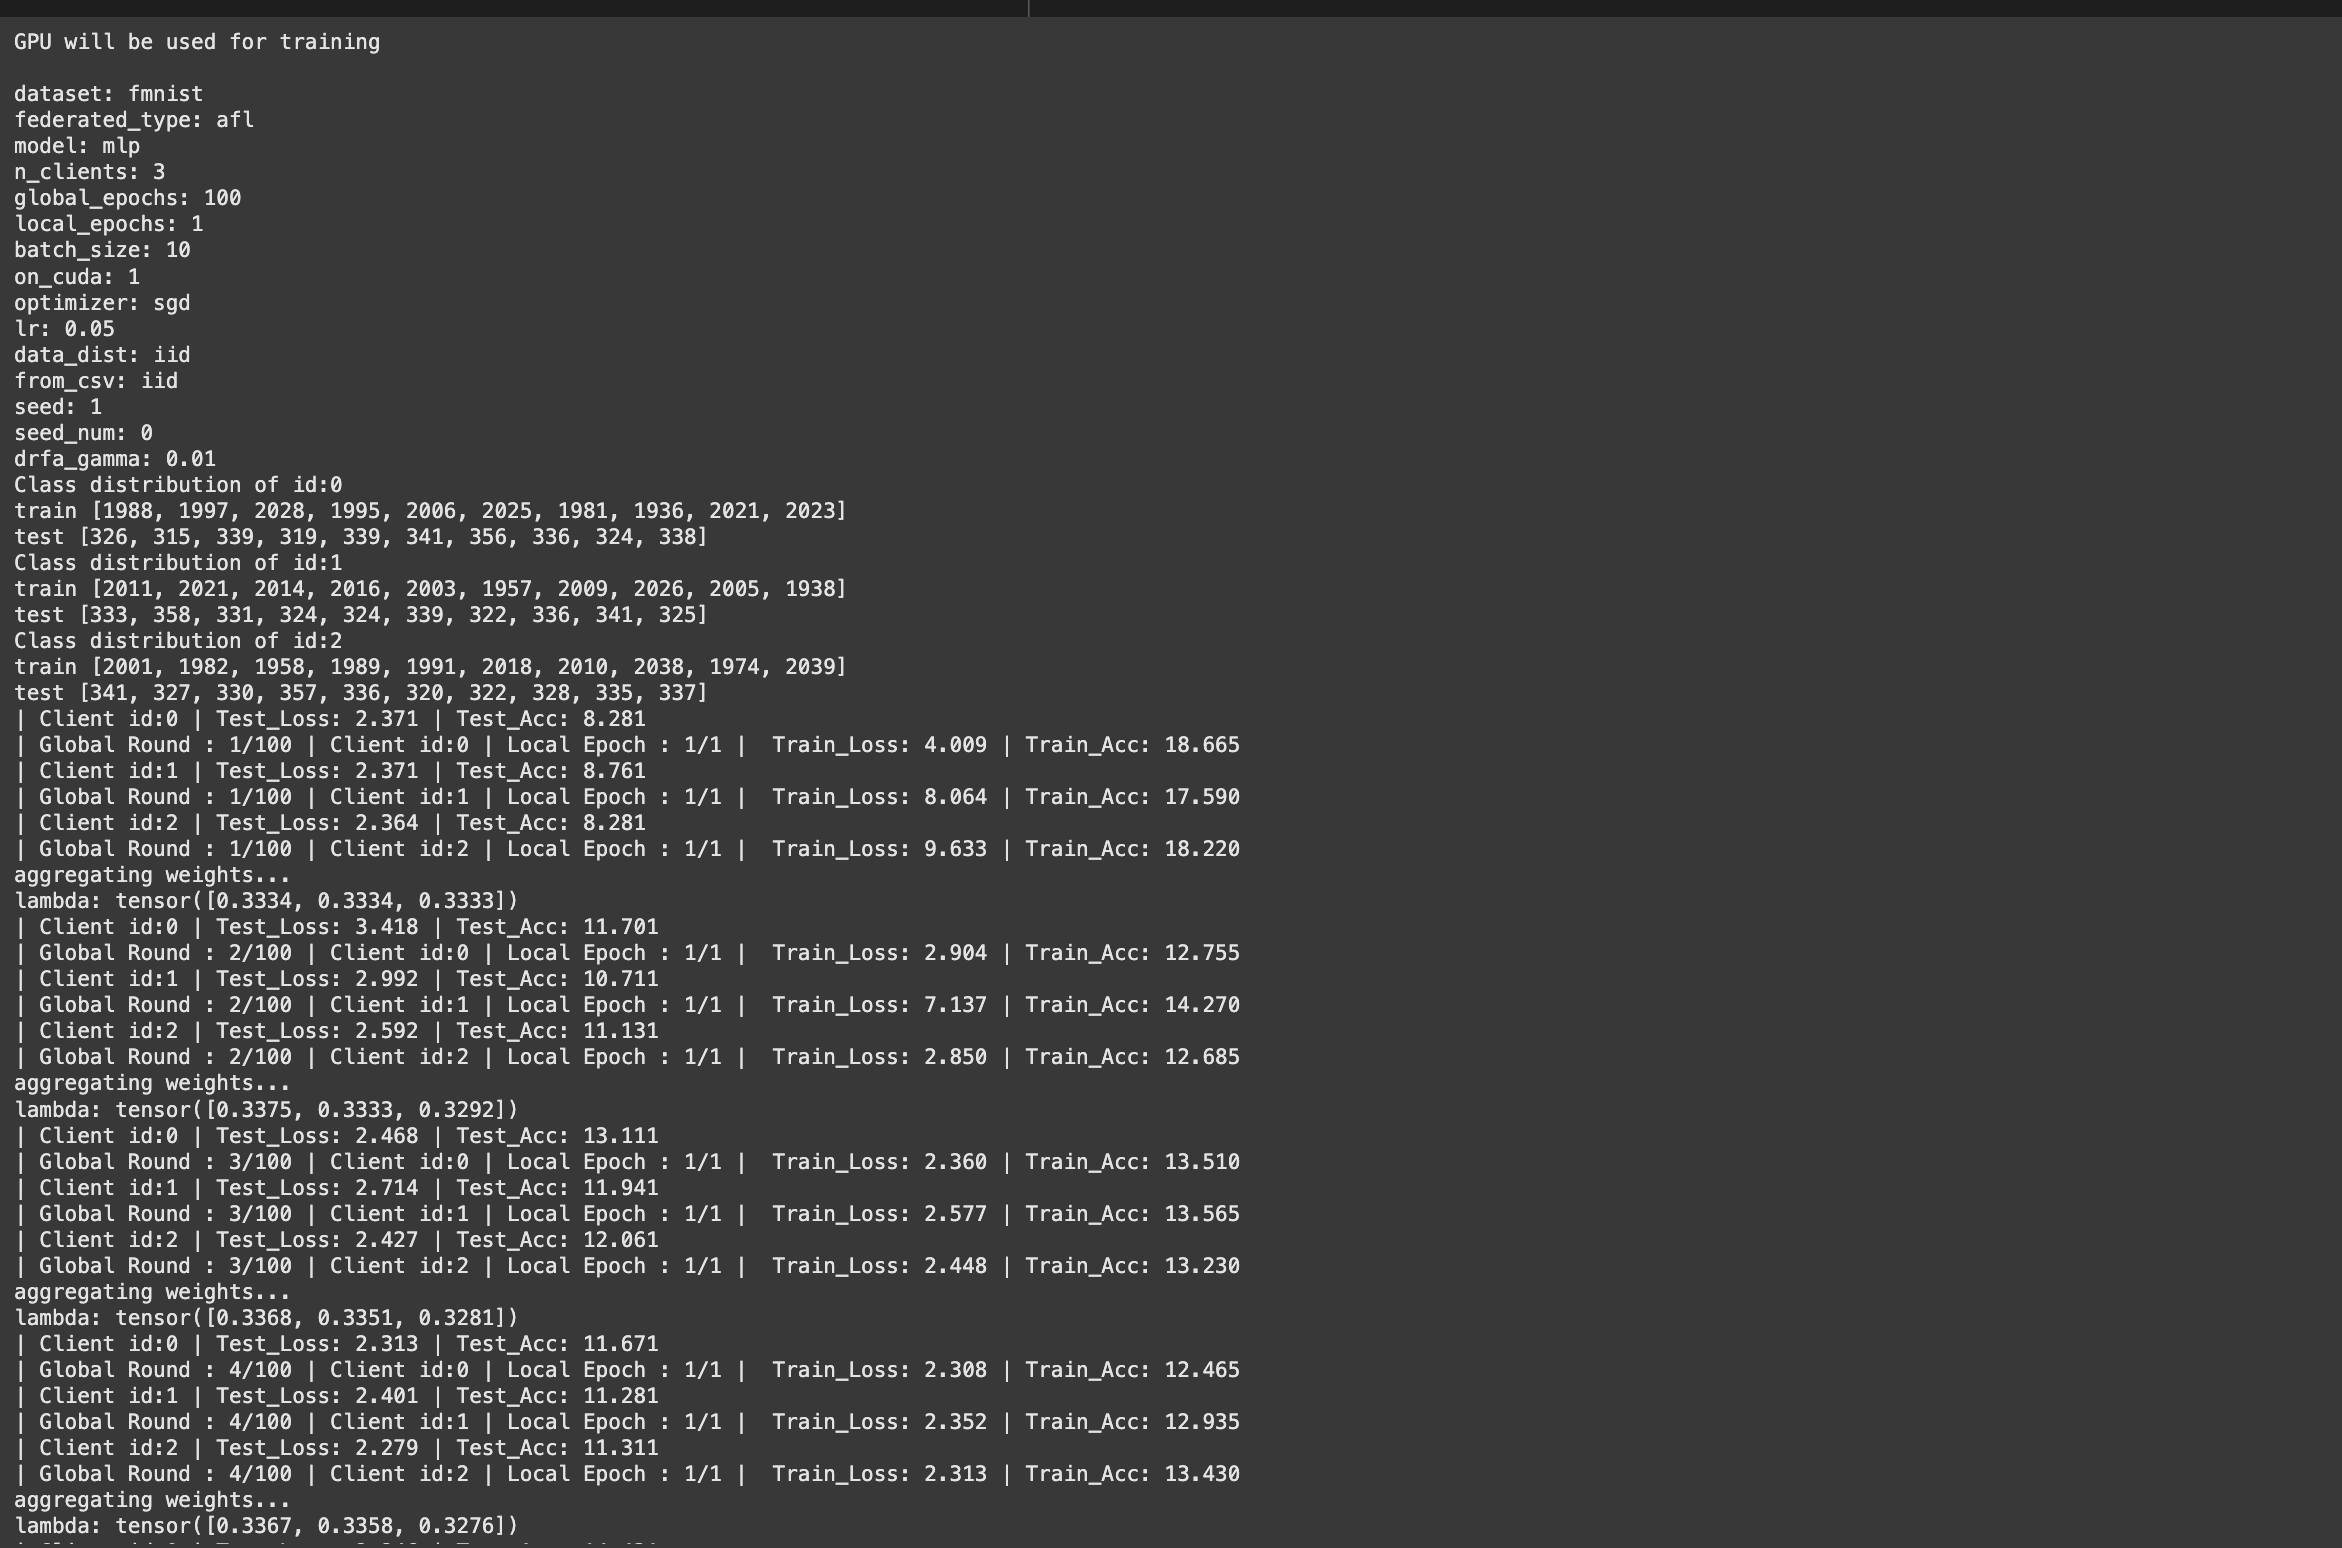 GPU will be used for training
dataset: fmnist
federated_type: afl
model: mlp
n_clients: 3
global_epochs: 100
local_epochs: 1
batch_size: 10
on_cuda: 1
optimizer: sgd
lr: 0.05
data_dist: iid
from_csv: iid
seed: 1
seed_num: 0
drfa_gamma: 0.01
Class distribution of id:0
train [1988, 1997, 2028, 1995, 2006, 2025, 1981, 1936, 2021, 2023]
test [326, 315, 339, 319, 339, 341, 356, 336, 324, 338]
Class distribution of id:1
train [2011, 2021, 2014, 2016, 2003, 1957, 2009, 2026, 2005, 1938]
test [333, 358, 331, 324, 324, 339, 322, 336, 341, 325]
Class distribution of id:2
train [2001, 1982, 1958, 1989, 1991, 2018, 2010, 2038, 1974, 2039]
test [341, 327, 330, 357, 336, 320, 322, 328, 335, 337]
| Client id:0 | Test_Loss: 2.371 | Test_Acc: 8.281
| Global Round : 1/100 | Client id:0 | Local Epoch : 1/1 |  Train_Loss: 4.009 | Train_Acc: 18.665
| Client id:1 | Test_Loss: 2.371 | Test_Acc: 8.761
| Global Round : 1/100 | Client id:1 | Local Epoch : 1/1 |  Train_Loss: 8.064 | Train_Acc: 17.590
| Client id:2 | Test_Loss: 2.364 | Test_Acc: 8.281
| Global Round : 1/100 | Client id:2 | Local Epoch : 1/1 |  Train_Loss: 9.633 | Train_Acc: 18.220
aggregating weights...
lambda: tensor([0.3334, 0.3334, 0.3333])
| Client id:0 | Test_Loss: 3.418 | Test_Acc: 11.701
| Global Round : 2/100 | Client id:0 | Local Epoch : 1/1 |  Train_Loss: 2.904 | Train_Acc: 12.755
| Client id:1 | Test_Loss: 2.992 | Test_Acc: 10.711
| Global Round : 2/100 | Client id:1 | Local Epoch : 1/1 |  Train_Loss: 7.137 | Train_Acc: 14.270
| Client id:2 | Test_Loss: 2.592 | Test_Acc: 11.131
| Global Round : 2/100 | Client id:2 | Local Epoch : 1/1 |  Train_Loss: 2.850 | Train_Acc: 12.685
aggregating weights...
lambda: tensor([0.3375, 0.3333, 0.3292])
| Client id:0 | Test_Loss: 2.468 | Test_Acc: 13.111
| Global Round : 3/100 | Client id:0 | Local Epoch : 1/1 |  Train_Loss: 2.360 | Train_Acc: 13.510
| Client id:1 | Test_Loss: 2.714 | Test_Acc: 11.941
| Global Round : 3/100 | Client id:1 | Local Epoch : 1/1 |  Train_Loss: 2.577 | Train_Acc: 13.565
| Client id:2 | Test_Loss: 2.427 | Test_Acc: 12.061
| Global Round : 3/100 | Client id:2 | Local Epoch : 1/1 |  Train_Loss: 2.448 | Train_Acc: 13.230
aggregating weights...
lambda: tensor([0.3368, 0.3351, 0.3281])
| Client id:0 | Test_Loss: 2.313 | Test_Acc: 11.671
| Global Round : 4/100 | Client id:0 | Local Epoch : 1/1 |  Train_Loss: 2.308 | Train_Acc: 12.465
| Client id:1 | Test_Loss: 2.401 | Test_Acc: 11.281
| Global Round : 4/100 | Client id:1 | Local Epoch : 1/1 |  Train_Loss: 2.352 | Train_Acc: 12.935
| Client id:2 | Test_Loss: 2.279 | Test_Acc: 11.311
| Global Round : 4/100 | Client id:2 | Local Epoch : 1/1 |  Train_Loss: 2.313 | Train_Acc: 13.430
aggregating weights...
lambda: tensor([0.3367, 0.3358, 0.3276])